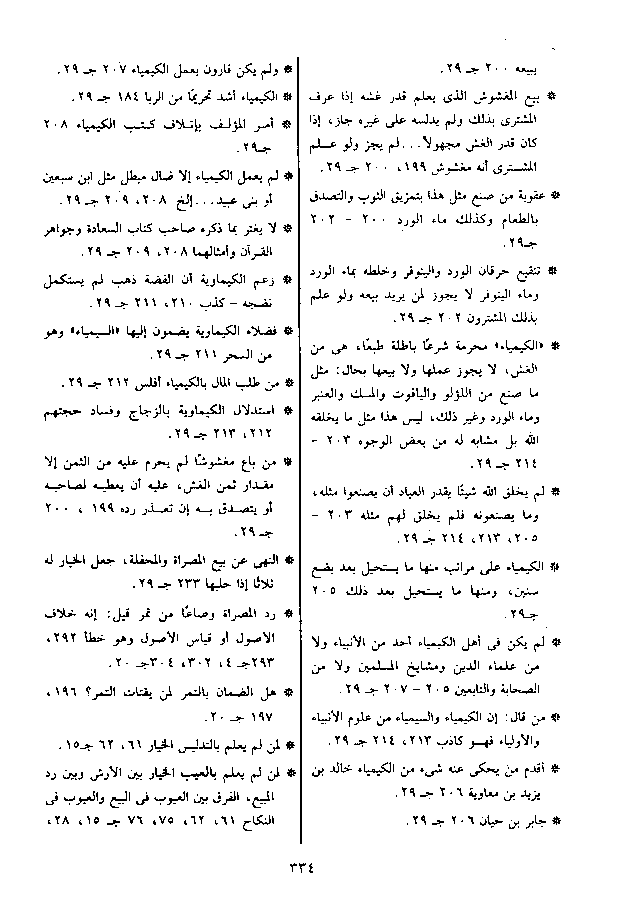 يبيعه ٢٠٠ جـ ٢٩.
* بيع المغشوش الذى يعلم قدر غشه إذا عرف
المشترى بذلك ولم يدلسه على غيره جاز، إذا
كان قدر الغش مجهولاً... لم يجز ولو علم
المشترى أنه مغشوش ١٩٩، ٢٠٠ جـ ٢٩.
* عقوبة من صنع مثل هذا بتمزيق الثوب والتصدق
بالطعام وكذلك ماء الورد ٢٠٠ - ٢٠٢
جـ ٢٩.
* تنقيع حرقان الورد والينوفر وخلطه بماء الورد
وماء الينوفر لا يجوز لمن يريد بيعه ولو علم
بذلك المشترون ٢٠٢ جـ ٢٩.
* «الكيمياء» محرمة شرعًا باطلة طبعًا، هى من
الغش، لا يجوز عملها ولا بيعها بحال: مثل
ما صنع من اللؤلؤ والياقوت والمسك والعنبر
وماء الورد وغير ذلك، ليس هذا مثل ما يخلقه
الله بل مشابه له من بعض الوجوه ٢٠٣ -
٢١٤ جـ ٢٩.
* لم يخلق الله شيئًا يقدر العباد أن يصنعوا مثله،
وما يصنعونه فلم يخلق لهم مثله ٢٠٣ -
٢٠٥، ٢١٣، ٢١٤ جـ ٢٩.
* الكيمياء على مراتب منها ما يستحيل بعد بضع
سنين، ومنها ما يستحيل بعد ذلك ٢٠٥
جـ ٢٩.
* لم يكن فى أهل الكيمياء أحد من الأنبياء ولا
من علماء الدين ومشايخ المسلمين ولا من
الصحابة والتابعين ٢٠٥ - ٢٠٧ جـ ٢٩.
* من قال: إن الكيمياء والسيمياء من علوم الأنبياء
والأولياء فهو كاذب ٢١٣، ٢١٤ جـ ٢٩.
* أقدم من يحكى عنه شىء من الكيمياء خالد بن
يزيد بن معاوية ٢٠٦ جـ ٢٩.
* جابر بن حيان ٢٠٦ جـ ٢٩.
* ولم يكن قارون يعمل الكيمياء ٢٠٧ جـ ٢٩.
* الكيمياء أشد تحريمًا من الربا ١٨٤ جـ ٢٩.
* أمر المؤلف بإتلاف كتب الكيمياء ٢٠٨
جـ ٢٩.
* لم يعمل الكيمياء إلا ضال مبطل مثل ابن سبعين
أو بنى عبيد... إلخ ٢٠٨، ٢٠٩ جـ ٢٩.
* لا يغتر بما ذكره صاحب كتاب السعادة وجواهر
القرآن وأمثالهما ٢٠٨، ٢٠٩ جـ ٢٩.
* زعم الكيماوية أن الفضة ذهب لم يستكمل
نضجه - كذب ٢١٠، ٢١١ جـ ٢٩.
* فضلاء الكيماوية يضمون إليها «السيمياء» وهو
من السحر ٢١١ جـ ٢٩.
* من طلب المال بالكيمياء أفلس ٢١٢ جـ ٢٩.
* استدلال الكيماوية بالزجاج وفساد حجتهم
٢١٢، ٢١٣ جـ ٢٩.
* من باع مغشوشًا لم يحرم عليه من الثمن إلا
مقدار ثمن الغش، عليه أن يعطيه لصاحبه
أو يتصدق به إن تعذر رده ١٩٩ ، ٢٠٠
جـ ٢٩.
* النهى عن بيع المصراة والمحفلة، جعل الخيار له
ثلاثًا إذا حلبها ٢٣٣ جـ ٢٩.
* رد المصراة وصاعًا من تمر قيل: إنه خلاف
الأصول أو قياس الأصول وهو خطأ ٢٩٢،
٢٩٣جـ ٤، ٣٠٢، ٣٠٤جـ ٢٠.
* هل الضمان بالتمر لمن يقتات التمر؟ ١٩٦،
١٩٧ جـ ٢٠.
* لمن لم يعلم بالتدليس الخيار ٦١، ٦٢ جـ١٥.
* لمن لم يعلم بالعيب الخيار بين الأرش وبين رد
المبيع، الفرق بين العيوب فى البيع والعيوب فى
النكاح ٦١، ٦٢، ٧٥، ٧٦ جـ ١٥، ٢٨،
٣٣٤